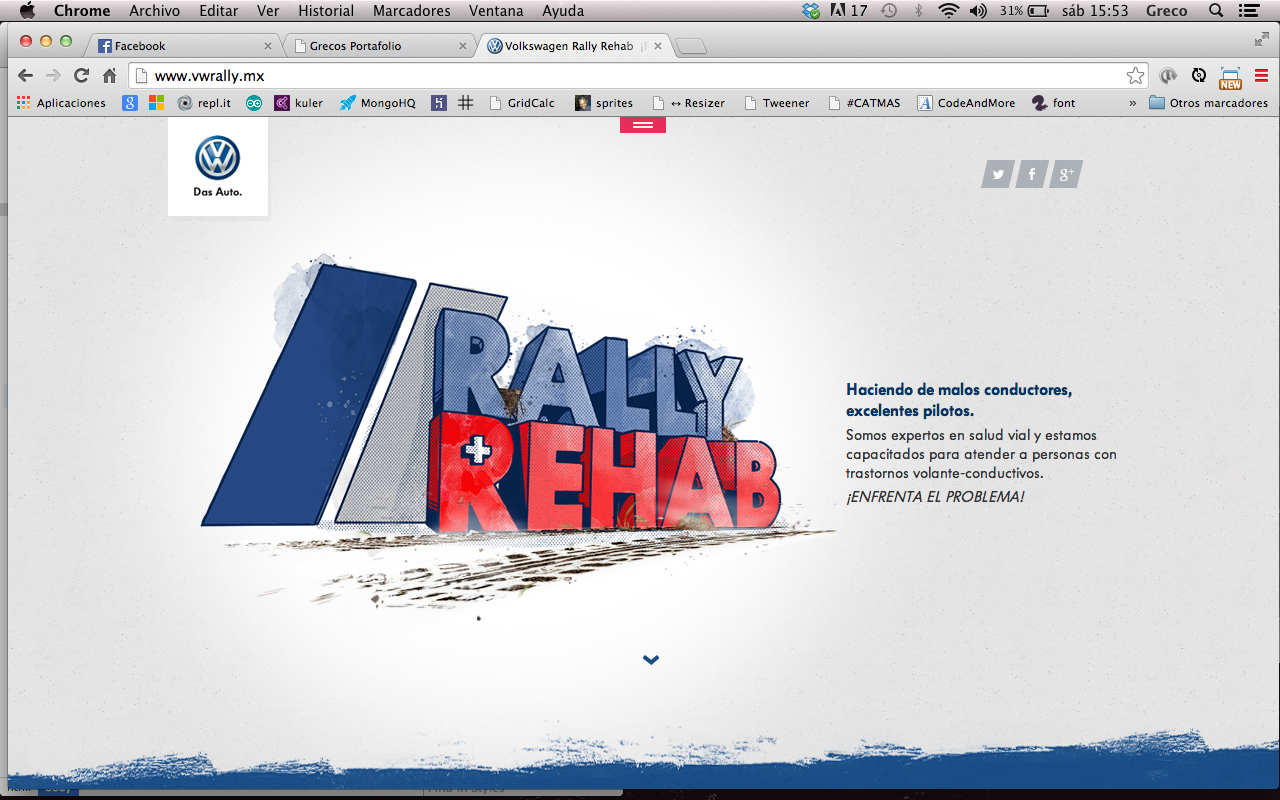 Chrome Archivo Editar Ver Historial Marcadores Ventana Ayuda 17 31% sáb 15:53 Greco
Facebook Grecos Portafolio Volkswagen Rally Rehab
www.vwrally.mx
Aplicaciones repl.it kuler MongoHQ GridCalc sprites ↔ Resizer Tweener #CATMAS CodeAndMore font » Otros marcadores
NEW
Das Auto.
g+
RALLY
REHAB
Haciendo de malos conductores,
excelentes pilotos.
Somos expertos en salud vial y estamos
capacitados para atender a personas con
trastornos volante-conductivos.
¡ENFRENTA EL PROBLEMA!